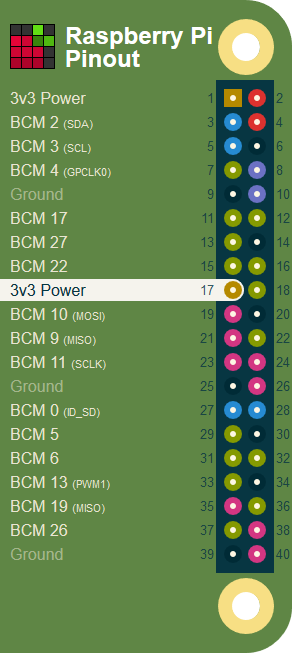 Raspberry Pi
Pinout
3v3 Power 1 2
BCM 2 (SDA) 3 4
BCM 3 (SCL) 5 6
BCM 4 (GPCLK0) 7 8
Ground 9 10
BCM 17 11 12
BCM 27 13 14
BCM 22 15 16
3v3 Power 17 18
BCM 10 (MOSI) 19 20
BCM 9 (MISO) 21 22
BCM 11 (SCLK) 23 24
Ground 25 26
BCM 0 (ID_SD) 27 28
BCM 5 29 30
BCM 6 31 32
BCM 13 (PWM1) 33 34
BCM 19 (MISO) 35 36
BCM 26 37 38
Ground 39 40